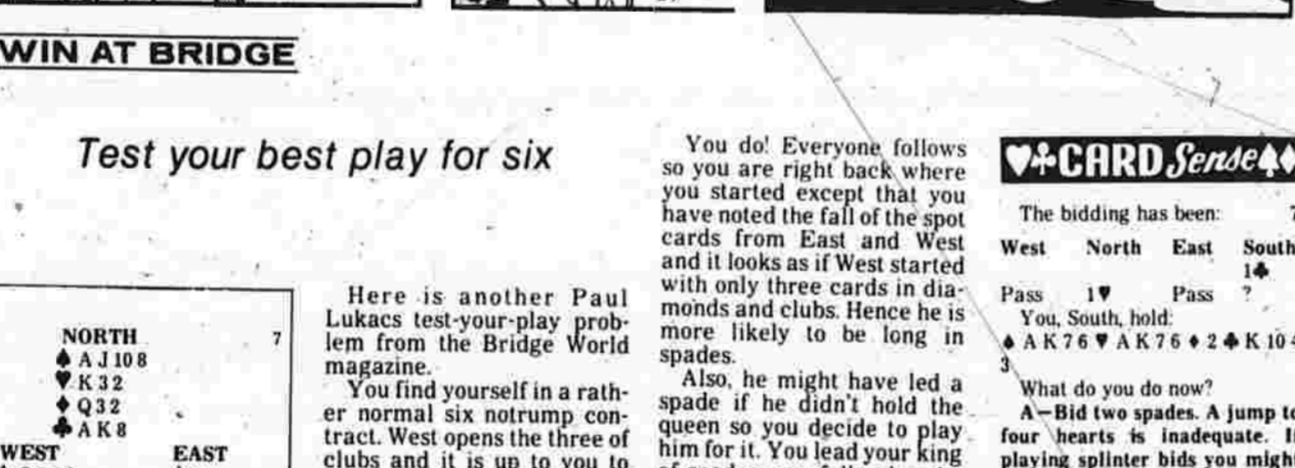 WIN AT BRIDGE
Test your best play for six
NORTH 7
♠ A J 10 8
♥ K 3 2
♦ Q 3 2
♣ A K 8
WEST EAST
Here is another Paul
Lukacs test-your-play prob-
lem from the Bridge World
magazine.
You find yourself in a rath-
er normal six notrump con-
tract. West opens the three of
clubs and it is up to you to
You do! Everyone follows
so you are right back where
you started except that you
have noted the fall of the spot
cards from East and West
and it looks as if West started
with only three cards in dia-
monds and clubs. Hence he is
more likely to be long in
spades.
Also, he might have led a
spade if he didn't hold the
queen so you decide to play
him for it. You lead your king
♥♣CARD Sense♠♦
The bidding has been: 7
West North East South
1♣
Pass 1♥ Pass ?
You, South, hold:
♠ A K 7 6 ♥ A K 7 6 ♦ 2 ♣ K 10 4
3
What do you do now?
A—Bid two spades. A jump to
four hearts is inadequate. If
playing splinter bids you might